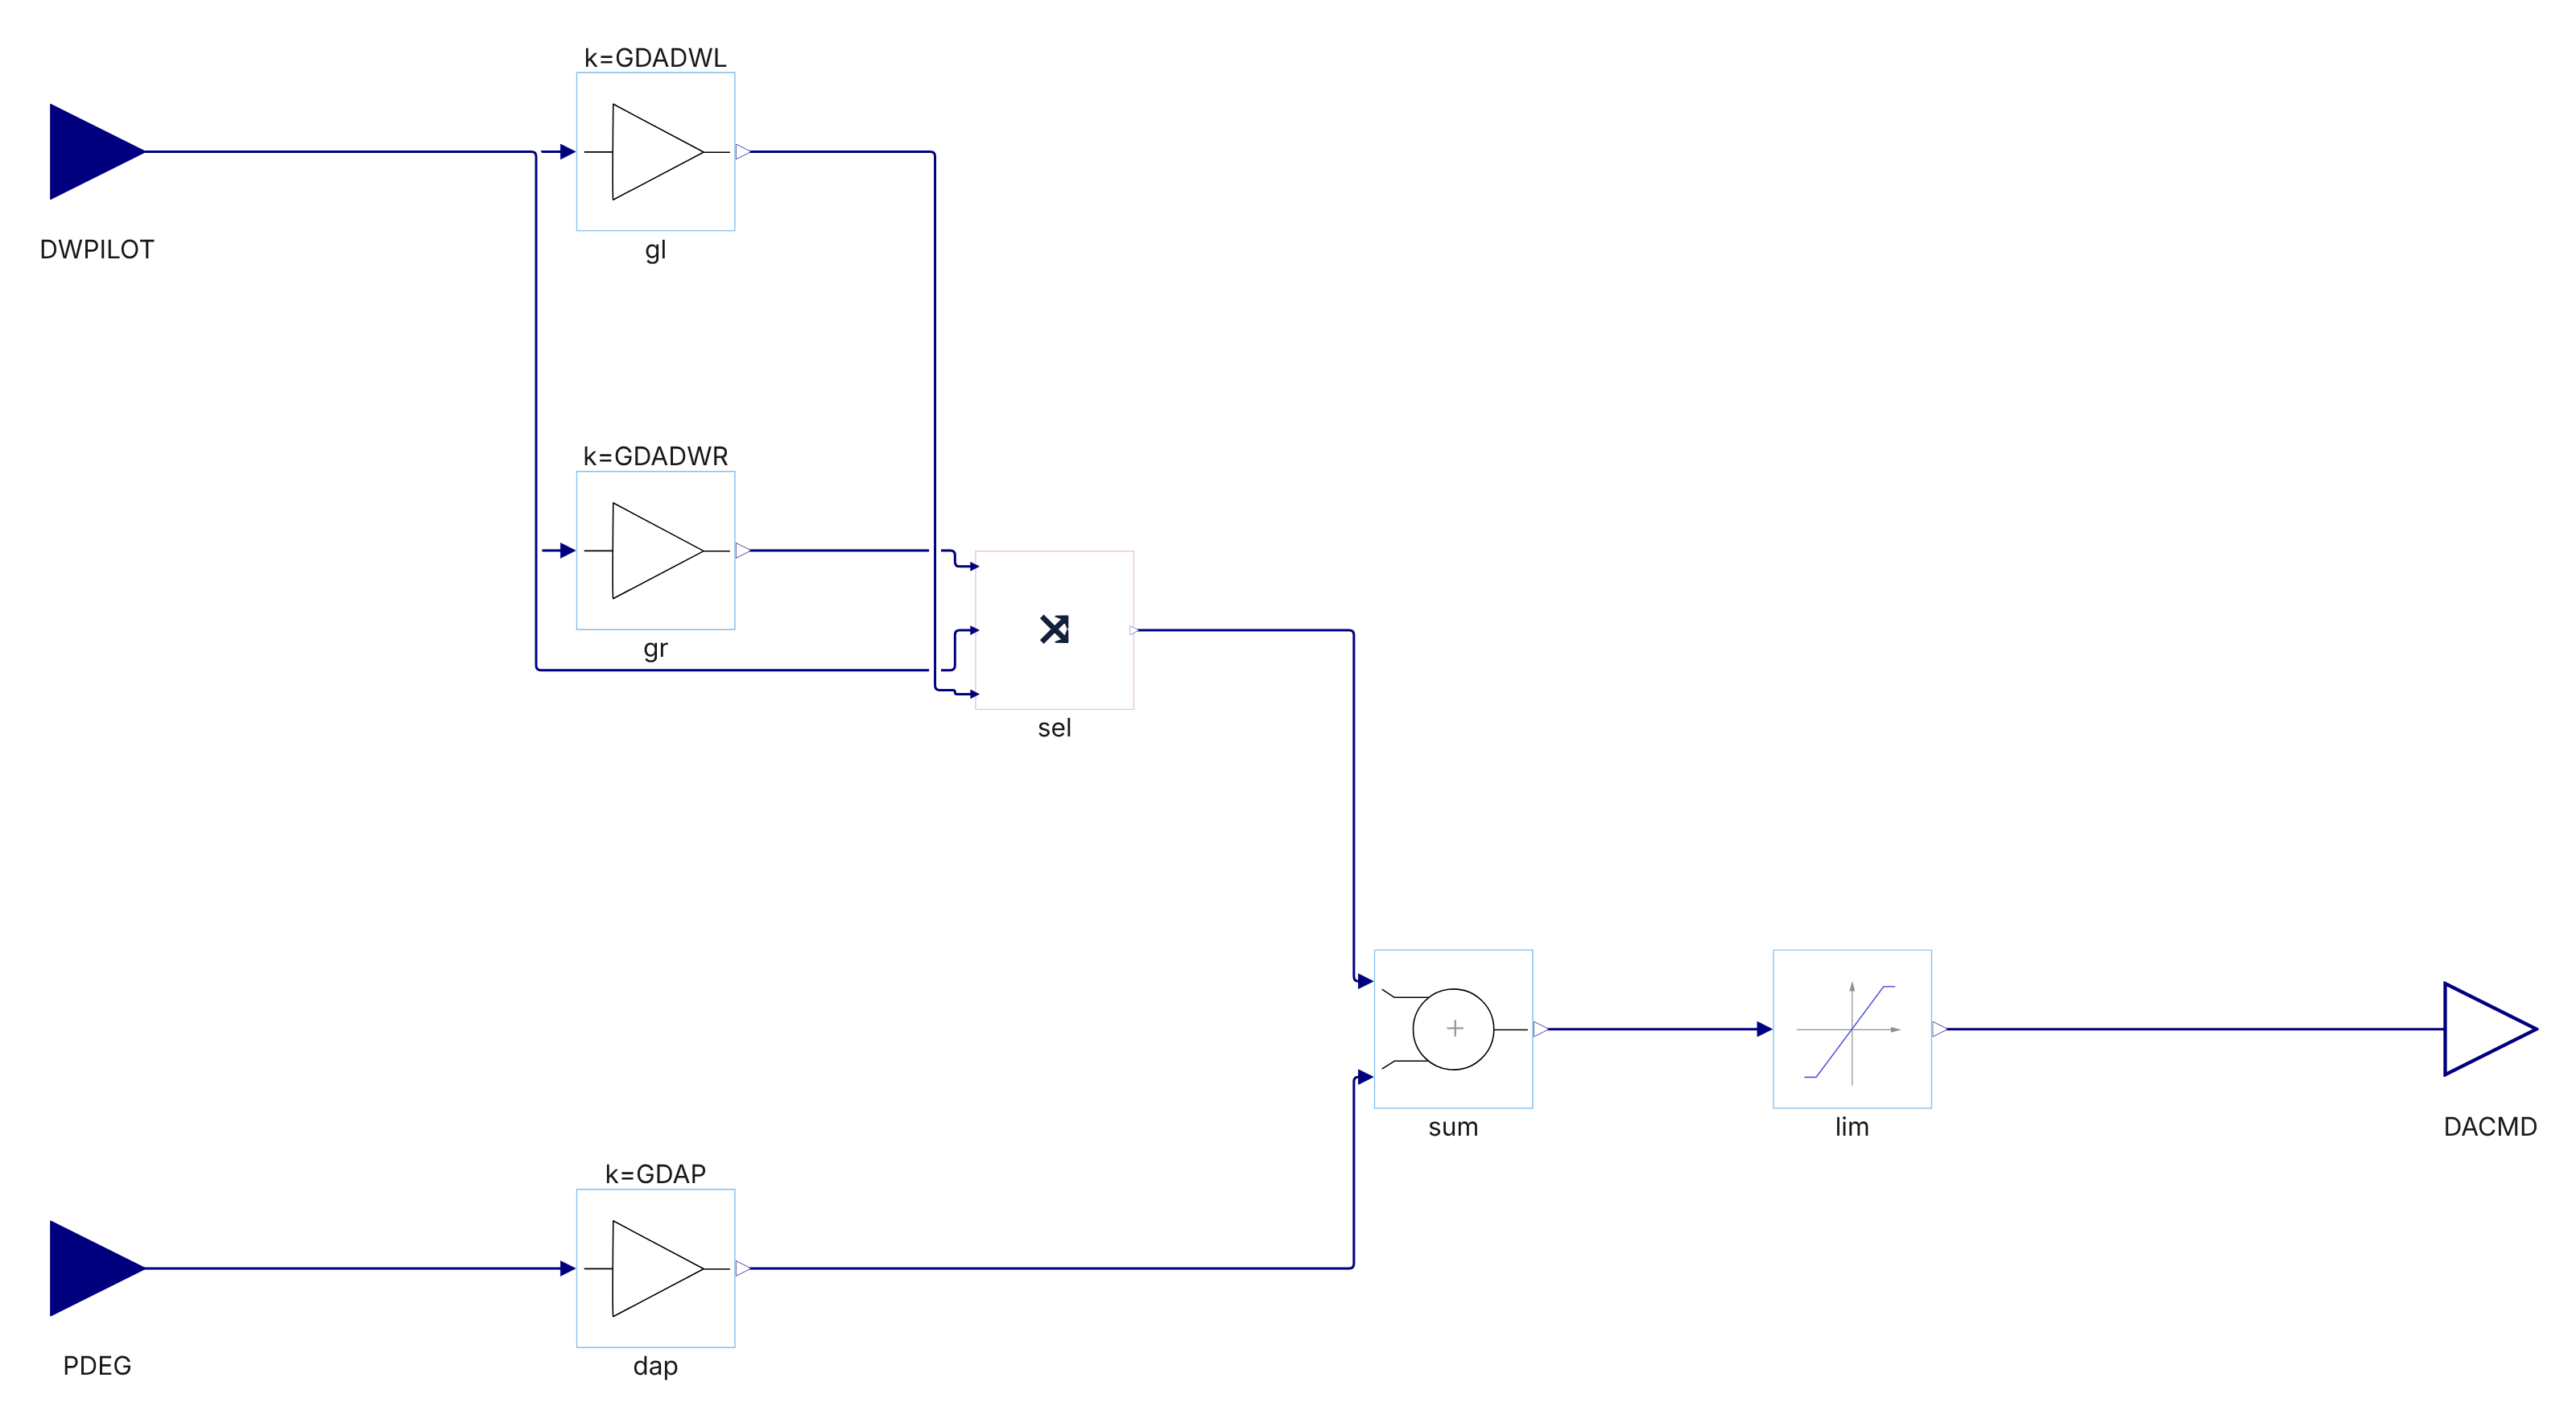 k=GDADWL
DWPILOT
gl
k=GDADWR
gr
sel
sum
lim
DACMD
k=GDAP
PDEG
dap